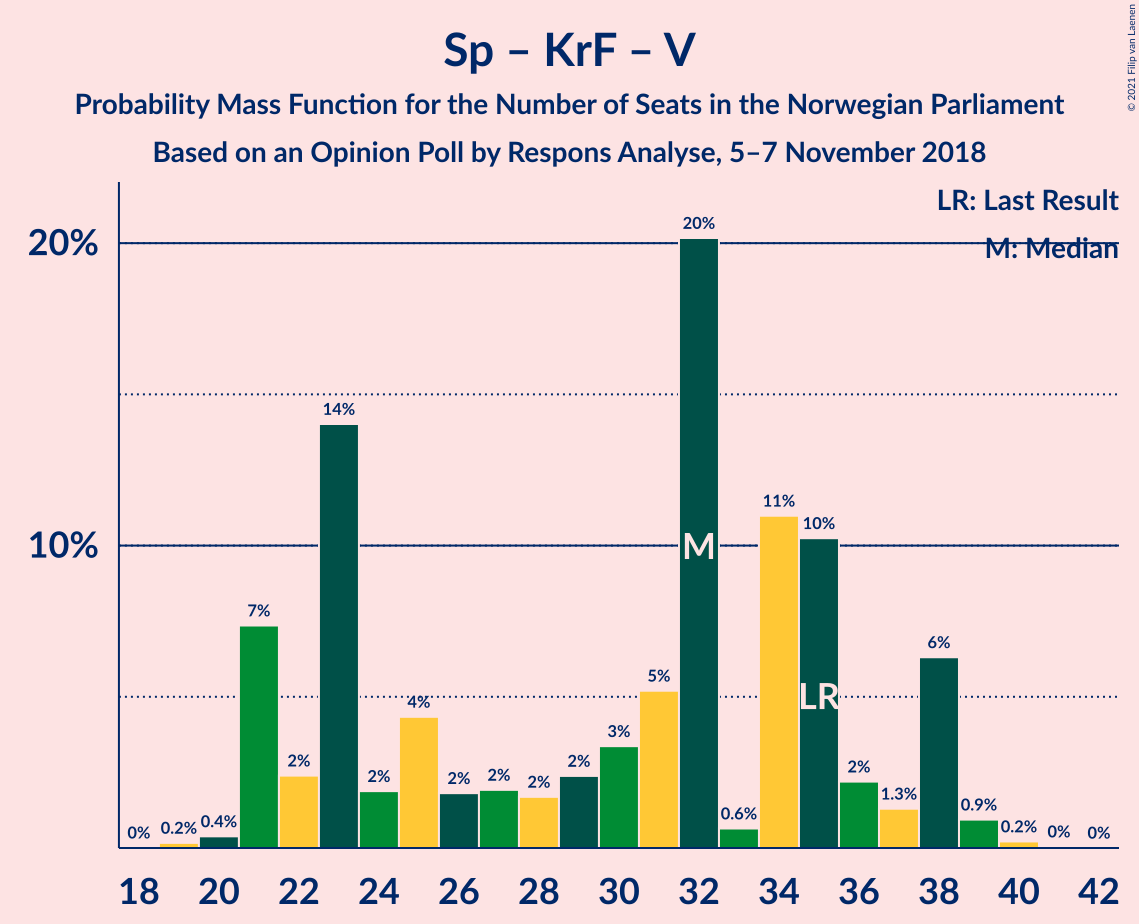 Sp – KrF – V
Probability Mass Function for the Number of Seats in the Norwegian Parliament
Based on an Opinion Poll by Respons Analyse, 5–7 November 2018
© 2021 Filip van Laenen
LR: Last Result
M: Median
20%
10%
0% 0.2% 0.4% 7% 2% 14% 2% 4% 2% 2% 2% 2% 3% 5% 20% 0.6% 11% 10% 2% 1.3% 6% 0.9% 0.2% 0% 0%
M
LR
18 20 22 24 26 28 30 32 34 36 38 40 42